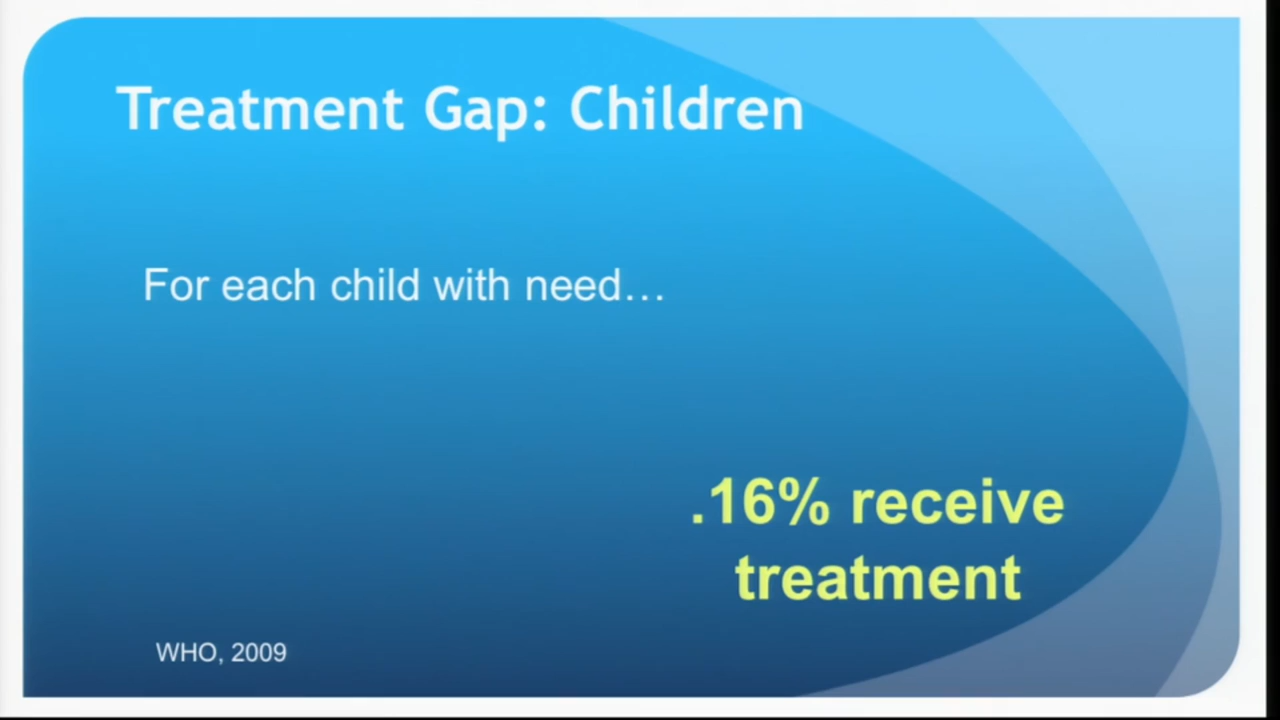 Treatment Gap: Children
For each child with need…
.16% receive
treatment
WHO, 2009